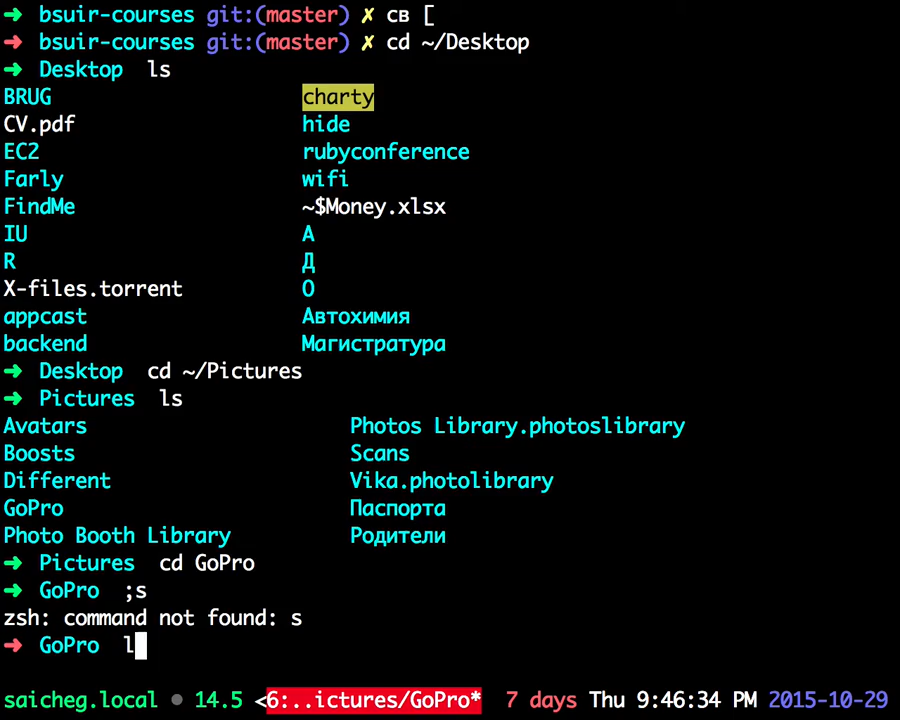 ➜ bsuir-courses git:(master) ✗ св [
➜ bsuir-courses git:(master) ✗ cd ~/Desktop
➜ Desktop ls
BRUG charty
CV.pdf hide
EC2 rubyconference
Farly wifi
FindMe ~$Money.xlsx
IU А
R Д
X-files.torrent О
appcast Автохимия
backend Магистратура
➜ Desktop cd ~/Pictures
➜ Pictures ls
Avatars Photos Library.photoslibrary
Boosts Scans
Different Vika.photolibrary
GoPro Паспорта
Photo Booth Library Родители
➜ Pictures cd GoPro
➜ GoPro ;s
zsh: command not found: s
➜ GoPro l
saicheg.local ● 14.5 <6:..ictures/GoPro* 7 days Thu 9:46:34 PM 2015-10-29